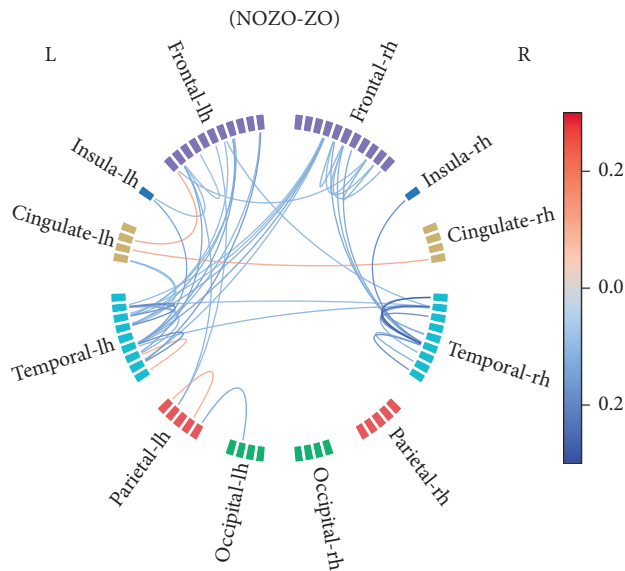 (NOZO-ZO)
L
R
Frontal-lh
Frontal-rh
Insula-lh
Insula-rh
Cingulate-lh
Cingulate-rh
Temporal-lh
Temporal-rh
Parietal-lh
Parietal-rh
Occipital-lh
Occipital-rh
0.2
0.0
0.2